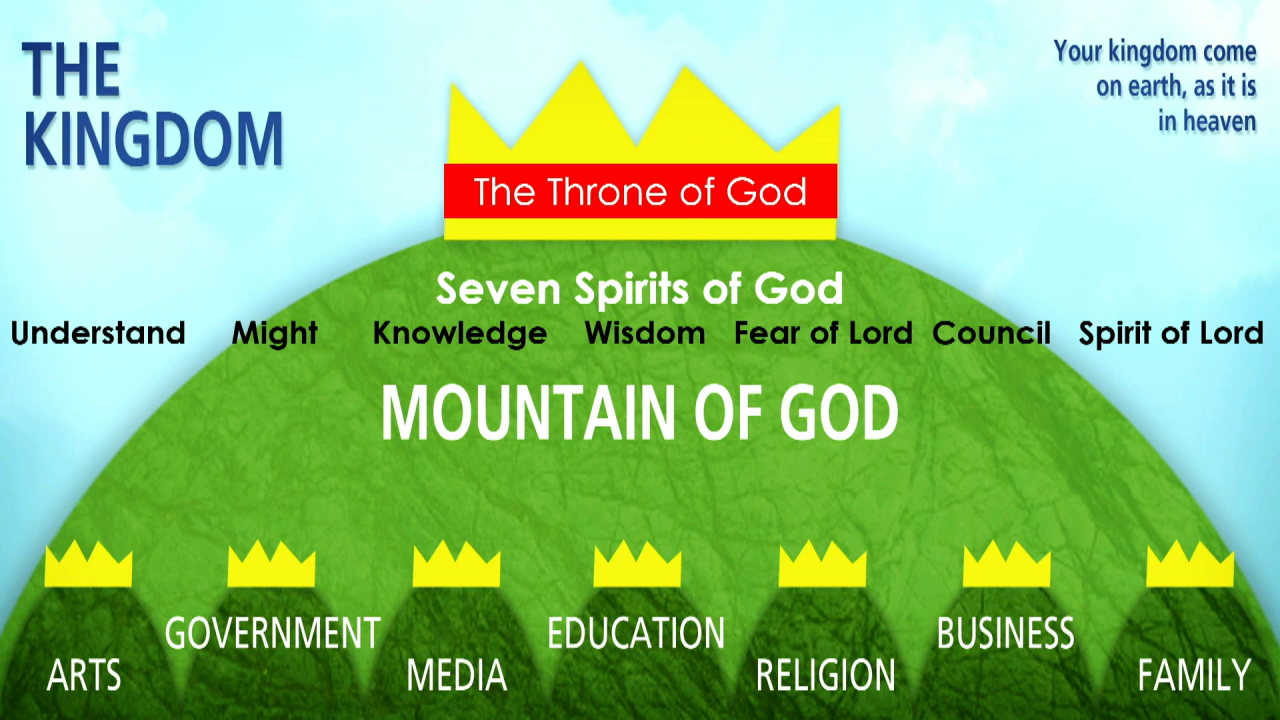 THE
KINGDOM
Your kingdom come
on earth, as it is
in heaven
The Throne of God
Seven Spirits of God
Understand Might Knowledge Wisdom Fear of Lord Council Spirit of Lord
MOUNTAIN OF GOD
GOVERNMENT EDUCATION BUSINESS
ARTS MEDIA RELIGION FAMILY